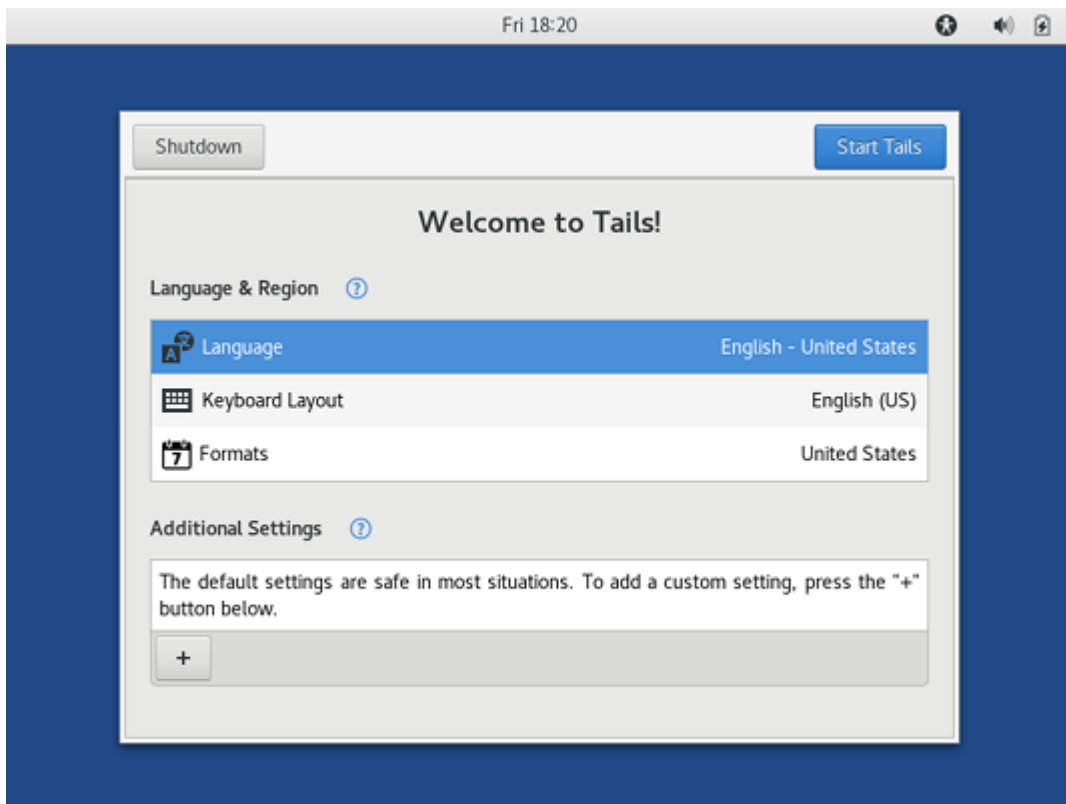 Fri 18:20
Shutdown
Start Tails
Welcome to Tails!
Language & Region ?
Language English - United States
Keyboard Layout English (US)
7 Formats United States
Additional Settings ?
The default settings are safe in most situations. To add a custom setting, press the "+"
button below.
+